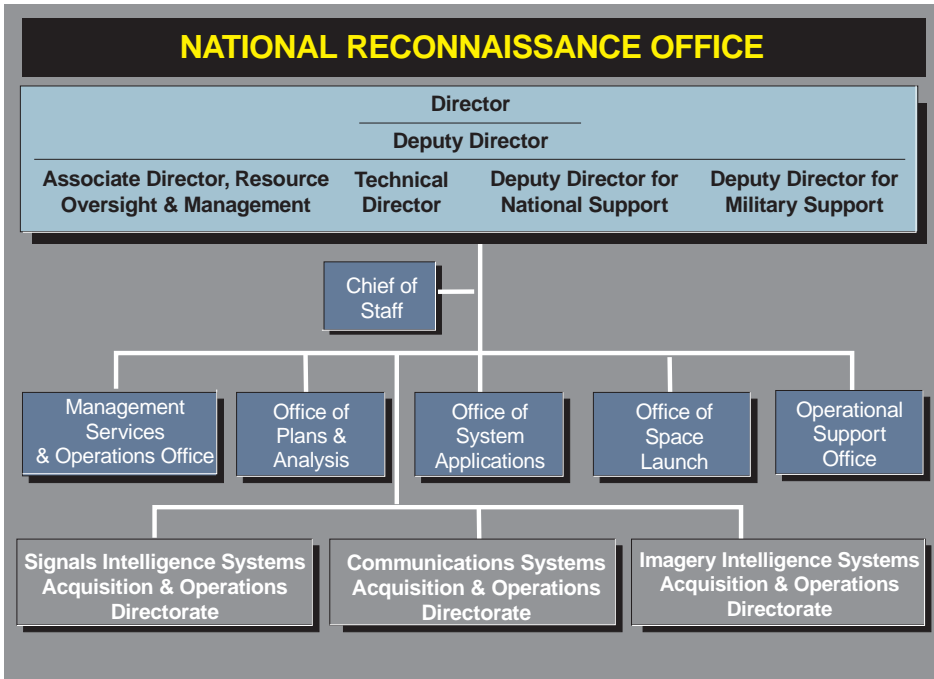 NATIONAL RECONNAISSANCE OFFICE
Director
Deputy Director
Associate Director, Resource
Oversight & Management
Technical
Director
Deputy Director for
National Support
Deputy Director for
Military Support
Chief of
Staff
Management
Services
& Operations Office
Office of
Plans &
Analysis
Office of
System
Applications
Office of
Space
Launch
Operational
Support
Office
Signals Intelligence Systems
Acquisition & Operations
Directorate
Communications Systems
Acquisition & Operations
Directorate
Imagery Intelligence Systems
Acquisition & Operations
Directorate